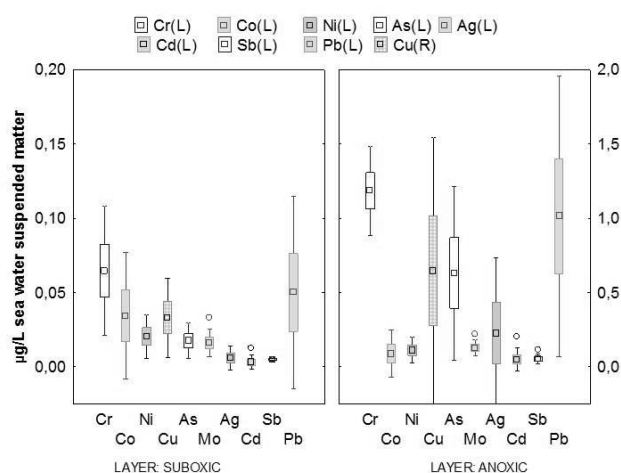 Cr(L) Co(L) Ni(L) As(L) Ag(L)
Cd(L) Sb(L) Pb(L) Cu(R)
µg/L sea water suspended matter
0,20
0,15
0,10
0,05
0,00
2,0
1,5
1,0
0,5
0,0
Cr Ni As Ag Sb
Co Cu Mo Cd Pb
LAYER: SUBOXIC
Cr Ni As Ag Sb
Co Cu Mo Cd Pb
LAYER: ANOXIC